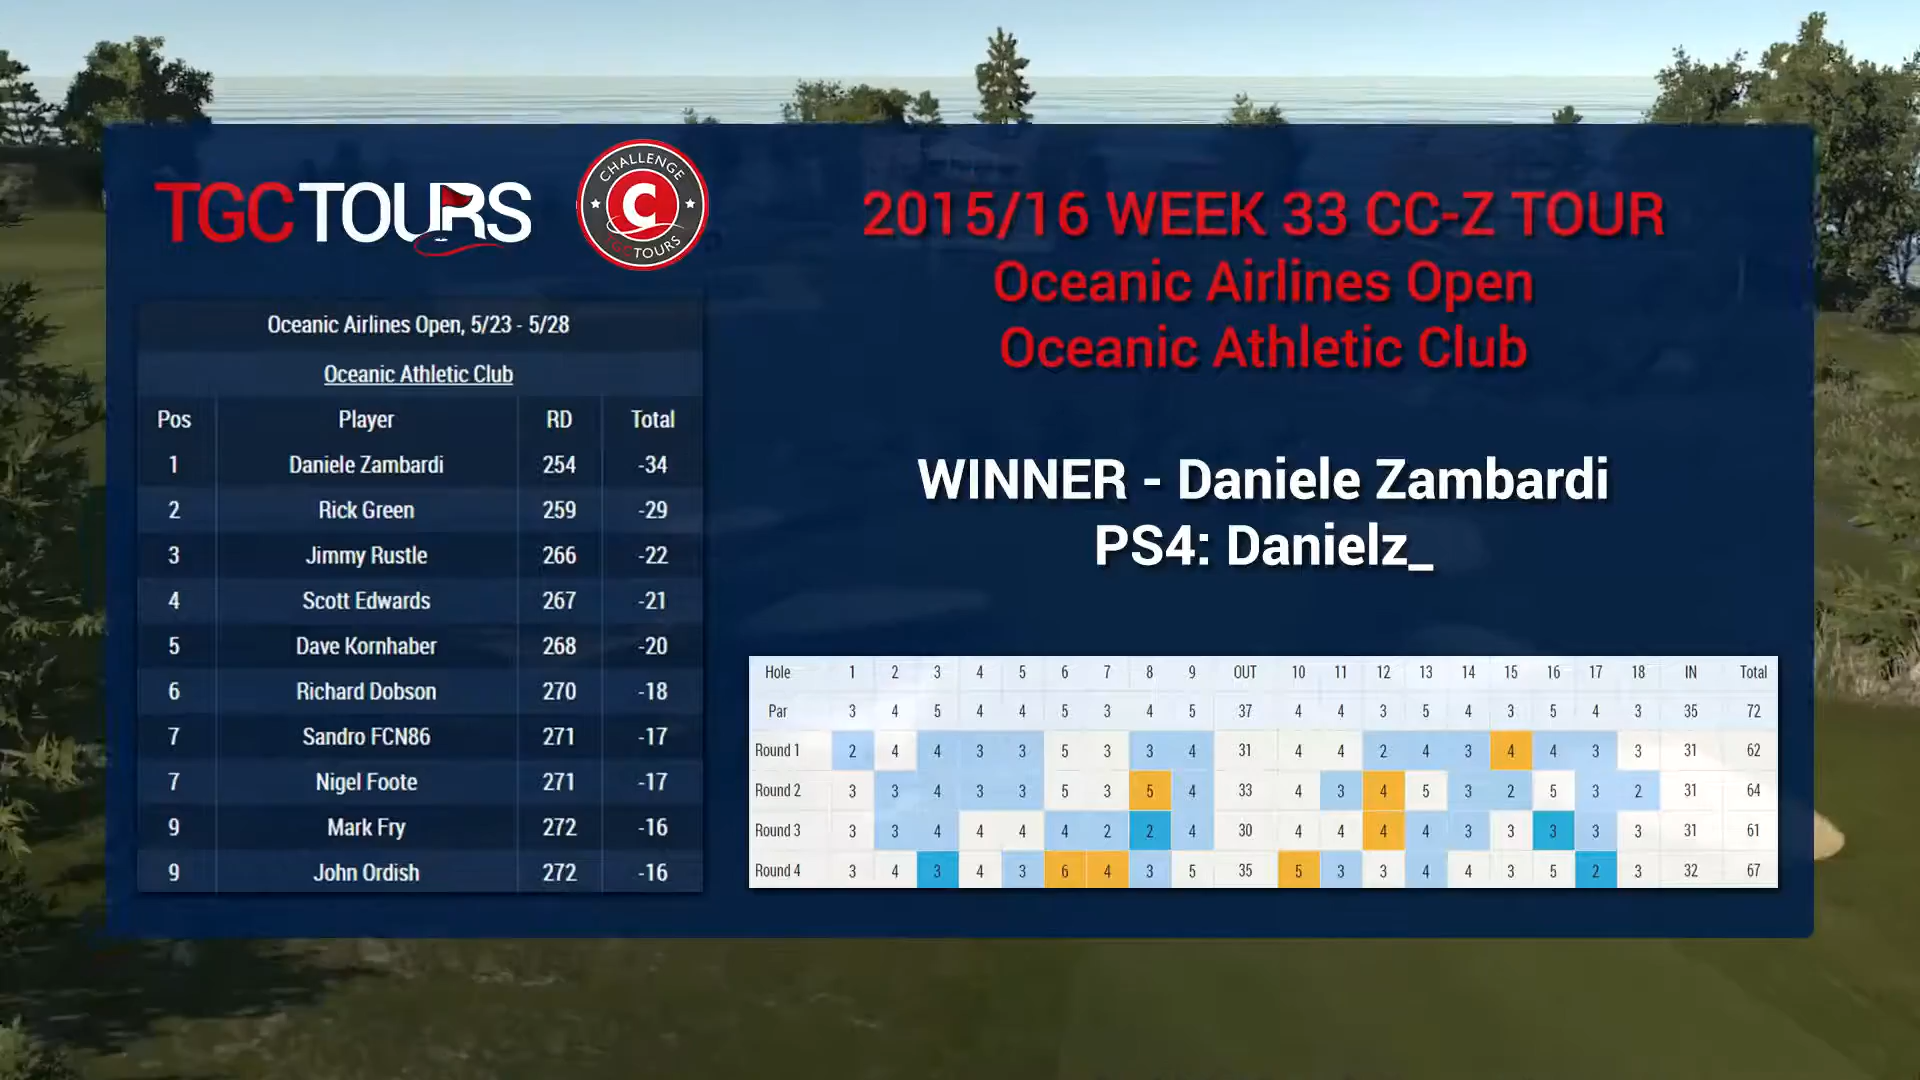 TGCTOURS
CHALLENGE
C
TGC TOURS
2015/16 WEEK 33 CC-Z TOUR
Oceanic Airlines Open
Oceanic Athletic Club
Oceanic Airlines Open, 5/23 - 5/28
Oceanic Athletic Club
Pos Player RD Total
1 Daniele Zambardi 254 -34
2 Rick Green 259 -29
3 Jimmy Rustle 266 -22
4 Scott Edwards 267 -21
5 Dave Kornhaber 268 -20
6 Richard Dobson 270 -18
7 Sandro FCN86 271 -17
7 Nigel Foote 271 -17
9 Mark Fry 272 -16
9 John Ordish 272 -16
WINNER - Daniele Zambardi
PS4: Danielz_
Hole 1 2 3 4 5 6 7 8 9 OUT 10 11 12 13 14 15 16 17 18 IN Total
Par 3 4 5 4 4 5 3 4 5 37 4 4 3 5 4 3 5 4 3 35 72
Round 1 2 4 4 3 3 5 3 3 4 31 4 4 2 4 3 4 4 3 3 31 62
Round 2 3 3 4 3 3 5 3 5 4 33 4 3 4 5 3 2 5 3 2 31 64
Round 3 3 3 4 4 4 4 2 2 4 30 4 4 4 4 3 3 3 3 3 31 61
Round 4 3 4 3 4 3 6 4 3 5 35 5 3 3 4 4 3 5 2 3 32 67